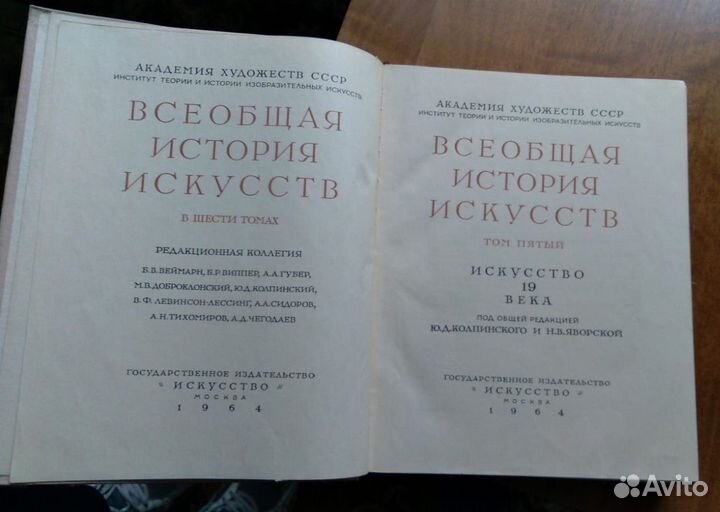 АКАДЕМИЯ ХУДОЖЕСТВ СССР
ИНСТИТУТ ТЕОРИИ И ИСТОРИИ ИЗОБРАЗИТЕЛЬНЫХ ИСКУССТВ
ВСЕОБЩАЯ
ИСТОРИЯ
ИСКУССТВ
В ШЕСТИ ТОМАХ
РЕДАКЦИОННАЯ КОЛЛЕГИЯ
Б.В.ВЕЙМАРН, Б.Р.ВИППЕР, А.А.ГУБЕР,
М.В.ДОБРОКЛОНСКИЙ, Ю.Д.КОЛПИНСКИЙ,
В.Ф.ЛЕВИНСОН-ЛЕССИНГ, А.А.СИДОРОВ,
А.Н.ТИХОМИРОВ, А.Д.ЧЕГОДАЕВ
ГОСУДАРСТВЕННОЕ ИЗДАТЕЛЬСТВО
"ИСКУССТВО"
МОСКВА
1964
АКАДЕМИЯ ХУДОЖЕСТВ СССР
ИНСТИТУТ ТЕОРИИ И ИСТОРИИ ИЗОБРАЗИТЕЛЬНЫХ ИСКУССТВ
ВСЕОБЩАЯ
ИСТОРИЯ
ИСКУССТВ
ТОМ ПЯТЫЙ
ИСКУССТВО
19
ВЕКА
ПОД ОБЩЕЙ РЕДАКЦИЕЙ
Ю.Д.КОЛПИНСКОГО И Н.В.ЯВОРСКОЙ
ГОСУДАРСТВЕННОЕ ИЗДАТЕЛЬСТВО
"ИСКУССТВО"
МОСКВА
1964
Avito